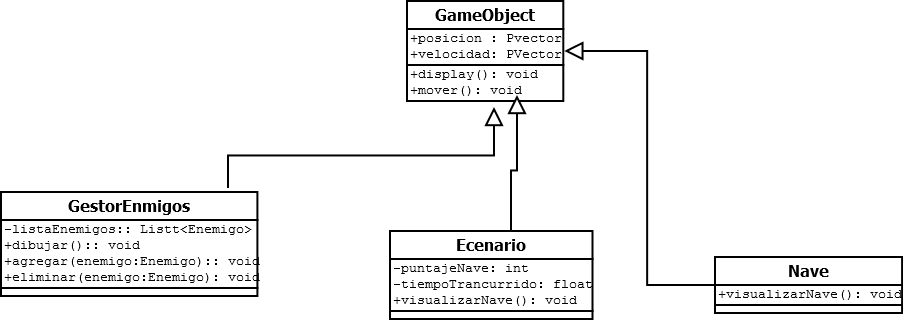 GameObject
+posicion : Pvector
+velocidad: PVector
+display(): void
+mover(): void
GestorEnmigos
-listaEnemigos:: Listt<Enemigo>
+dibujar():: void
+agregar(enemigo:Enemigo):: void
+eliminar(enemigo:Enemigo):: void
Ecenario
-puntajeNave: int
-tiempoTrancurrido: float
+visualizarNave(): void
Nave
+visualizarNave(): void